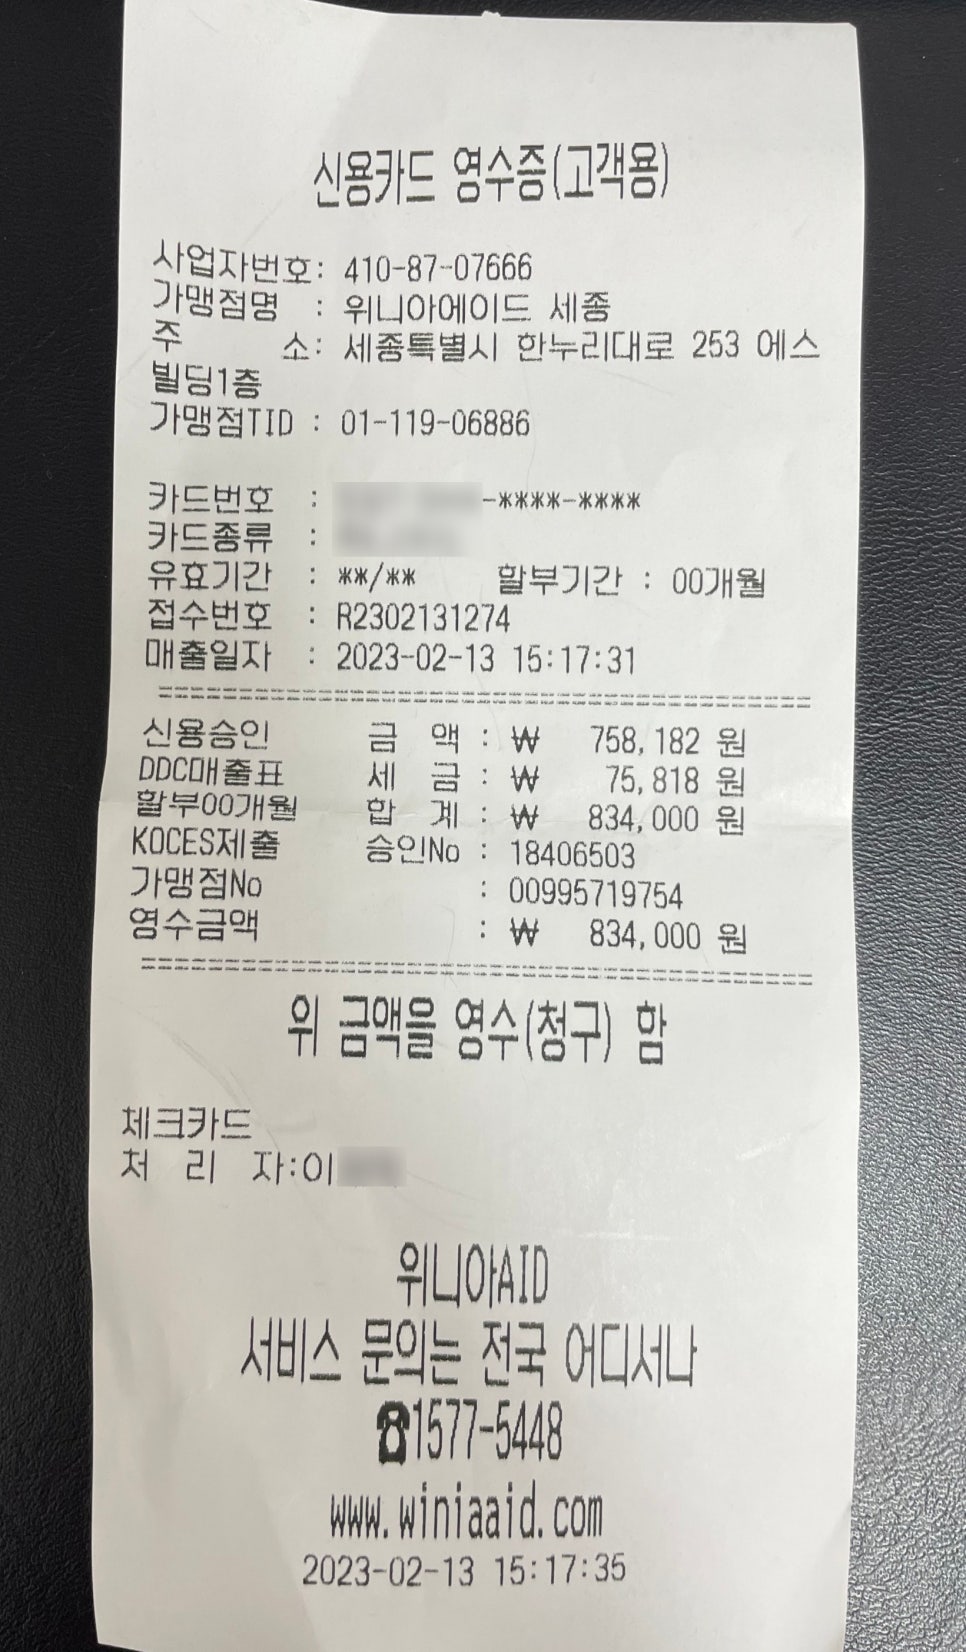 신용카드 영수증(고객용)
사업자번호: 410-87-07666
가맹점명 : 위니아에이드 세종
주 소: 세종특별시 한누리대로 253 에스
빌딩1층
가맹점TID : 01-119-06886
카드번호 : -****-****
카드종류 :
유효기간 : **/** 할부기간 : 00개월
접수번호 : R2302131274
매출일자 : 2023-02-13 15:17:31
신용승인 금 액 : ₩ 758,182 원
DDC매출표 세 금 : ₩ 75,818 원
할부00개월 합 계 : ₩ 834,000 원
KOCES제출 승인No : 18406503
가맹점No : 00995719754
영수금액 : ₩ 834,000 원
위 금액을 영수(청구) 함
체크카드
처 리 자:이
위니아AID
서비스 문의는 전국 어디서나
☎1577-5448
www.winiaaid.com
2023-02-13 15:17:35